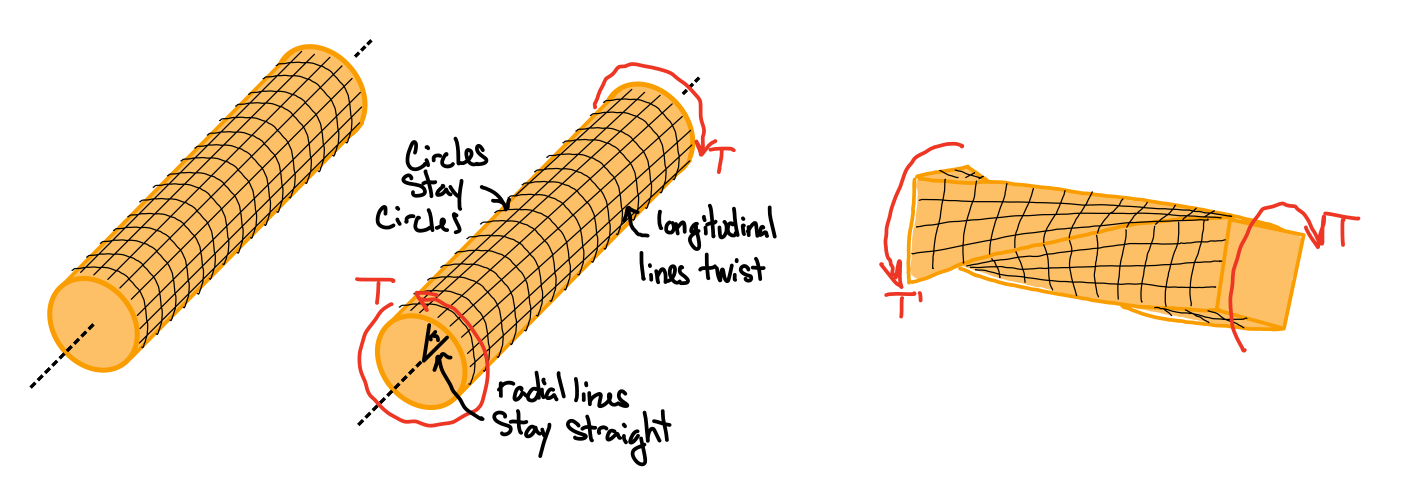 Circles
Stay
Circles
T
longitudinal
lines twist
T
radial lines
Stay straight
T'
T